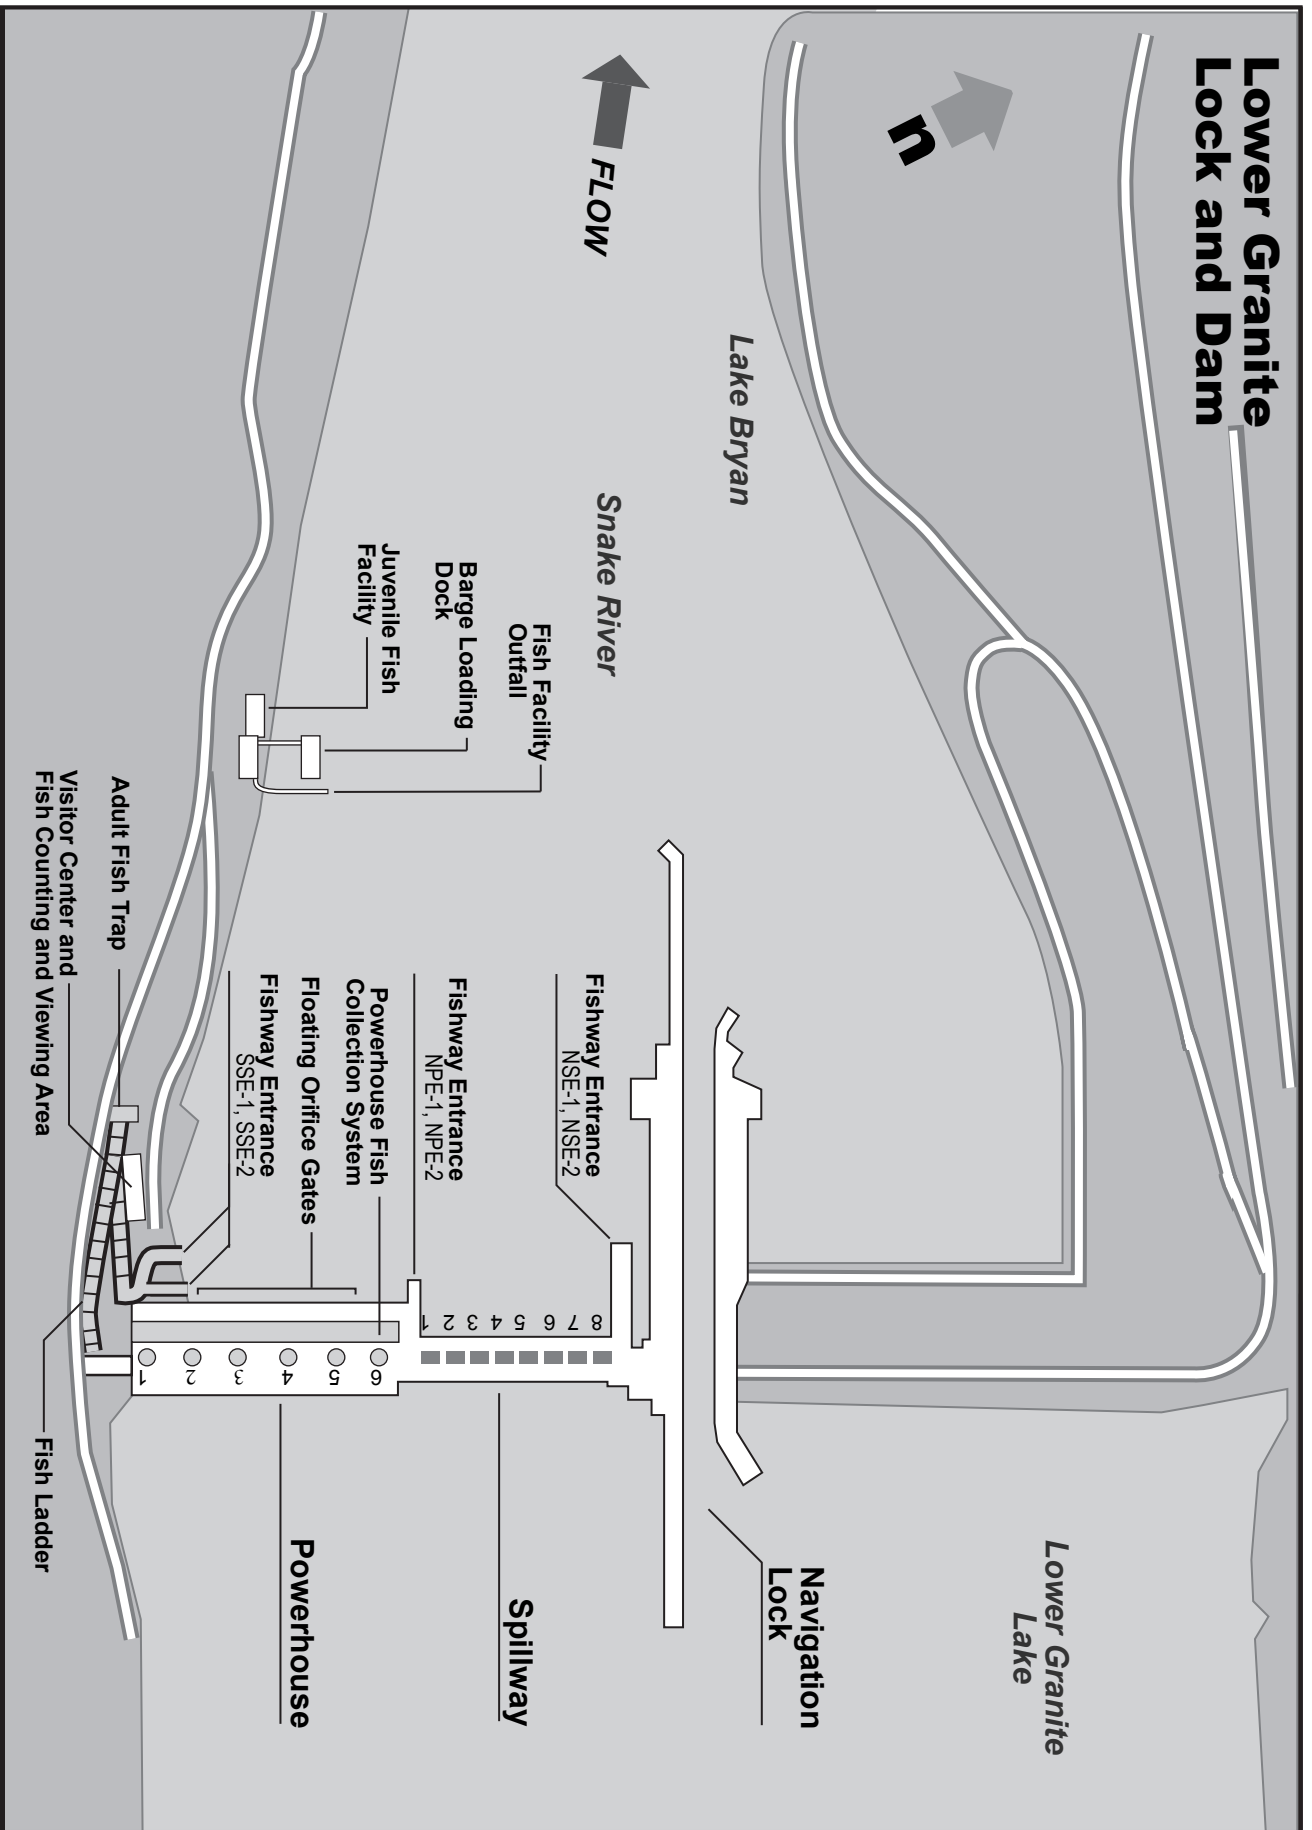 Lower Granite
Lock and Dam
n
FLOW
Lake Bryan
Snake River
Lower Granite
Lake
Navigation
Lock
Spillway
Powerhouse
Fish Facility
Outfall
Barge Loading
Dock
Juvenile Fish
Facility
Fishway Entrance
NSE-1, NSE-2
Fishway Entrance
NPE-1, NPE-2
Powerhouse Fish
Collection System
Floating Orifice Gates
Fishway Entrance
SSE-1, SSE-2
Adult Fish Trap
Visitor Center and
Fish Counting and Viewing Area
Fish Ladder
8 7 6 5 4 3 2 1
6 5 4 3 2 1